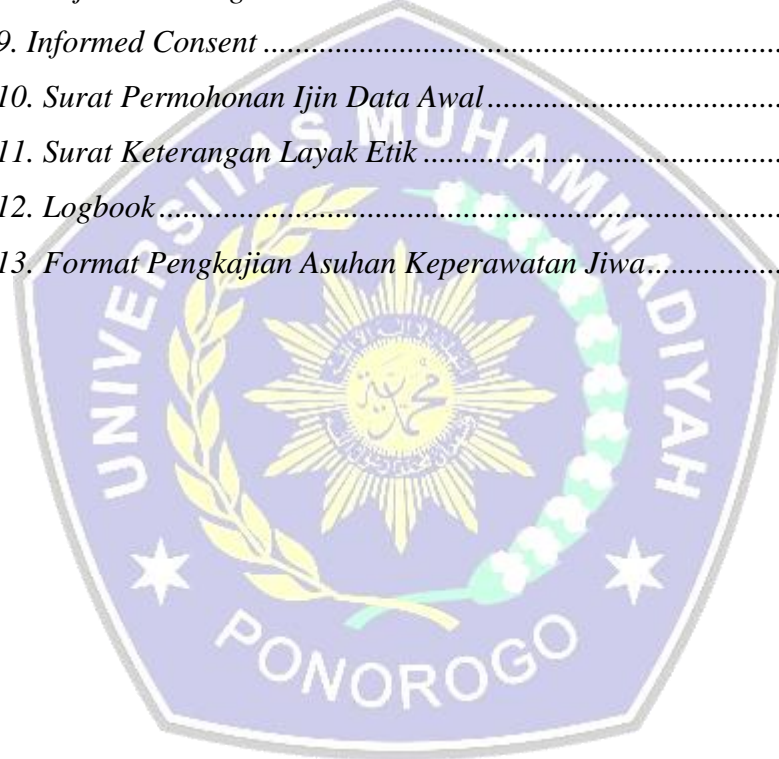 9. Informed Consent ....................................................................
10. Surat Permohonan Ijin Data Awal ..........................................
11. Surat Keterangan Layak Etik ..................................................
12. Logbook ..................................................................................
13. Format Pengkajian Asuhan Keperawatan Jiwa ...................
UNIVERSITAS MUHAMMADIYAH
محمدية
PONOROGO